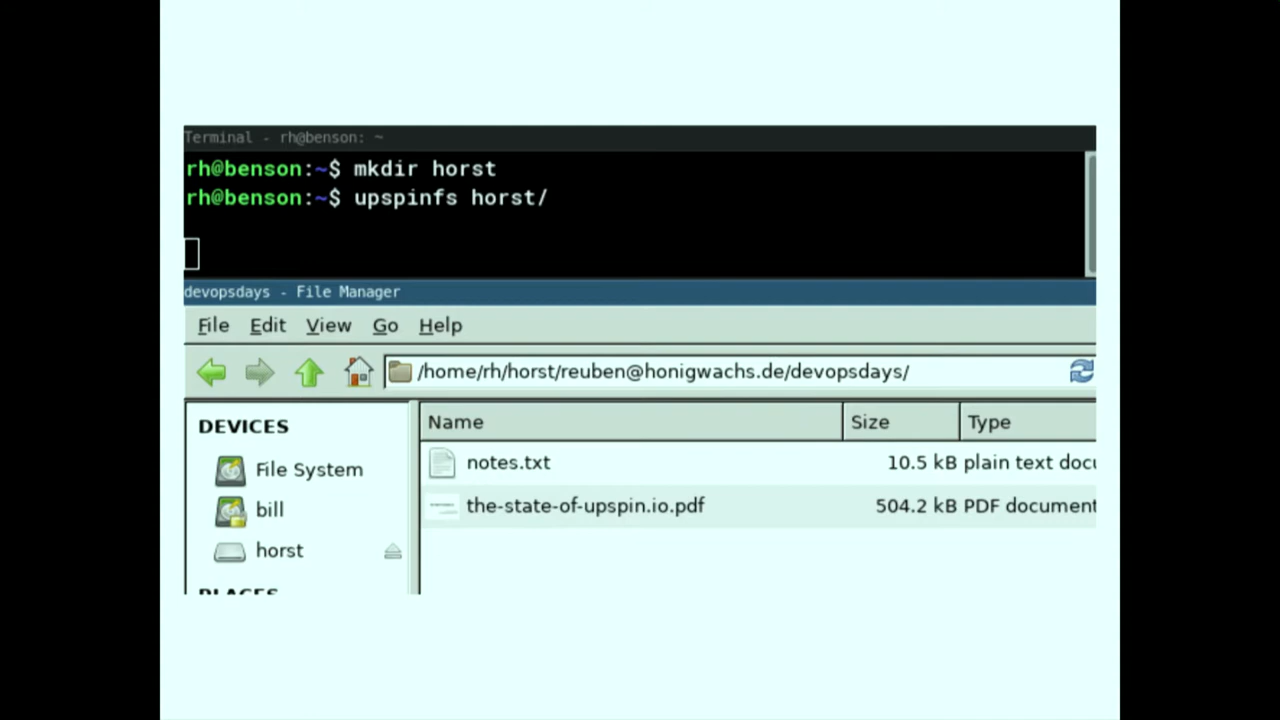 Terminal - rh@benson: ~
rh@benson:~$ mkdir horst
rh@benson:~$ upspinfs horst/
devopsdays - File Manager
File Edit View Go Help
/home/rh/horst/reuben@honigwachs.de/devopsdays/
DEVICES
File System
bill
horst
PLACES
Name Size Type
notes.txt 10.5 kB plain text docu
the-state-of-upspin.io.pdf 504.2 kB PDF document